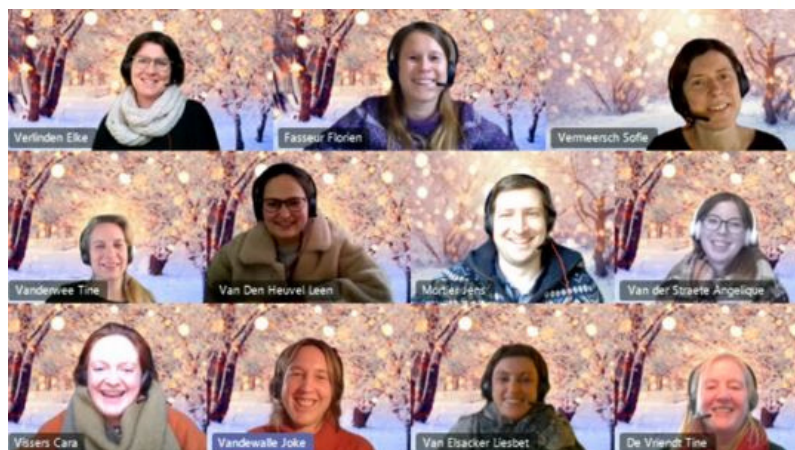 Verlinden Elke
Fasseur Florien
Vermeersch Sofie
Vanderwee Tine
Van Den Heuvel Leen
Mortier Jens
Van der Straete Angelique
Vissers Cara
Vandewalle Joke
Van Elsacker Liesbet
De Vriendt Tine